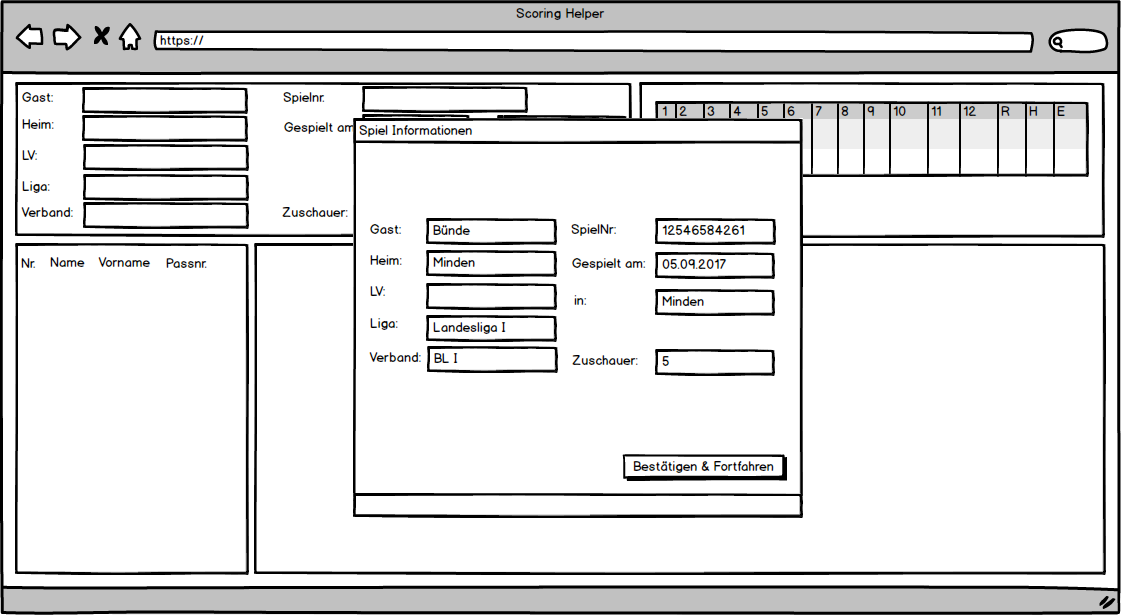 Scoring Helper
https://
Gast: Spielnr.
Heim: Gespielt am
LV:
Liga:
Verband: Zuschauer:
1 2 3 4 5 6 7 8 9 10 11 12 R H E
Nr. Name Vorname Passnr.
Spiel Informationen
Gast: Bünde SpielNr: 12546584261
Heim: Minden Gespielt am: 05.09.2017
LV: in: Minden
Liga: Landesliga I
Verband: BL I Zuschauer: 5
Bestätigen & Fortfahren